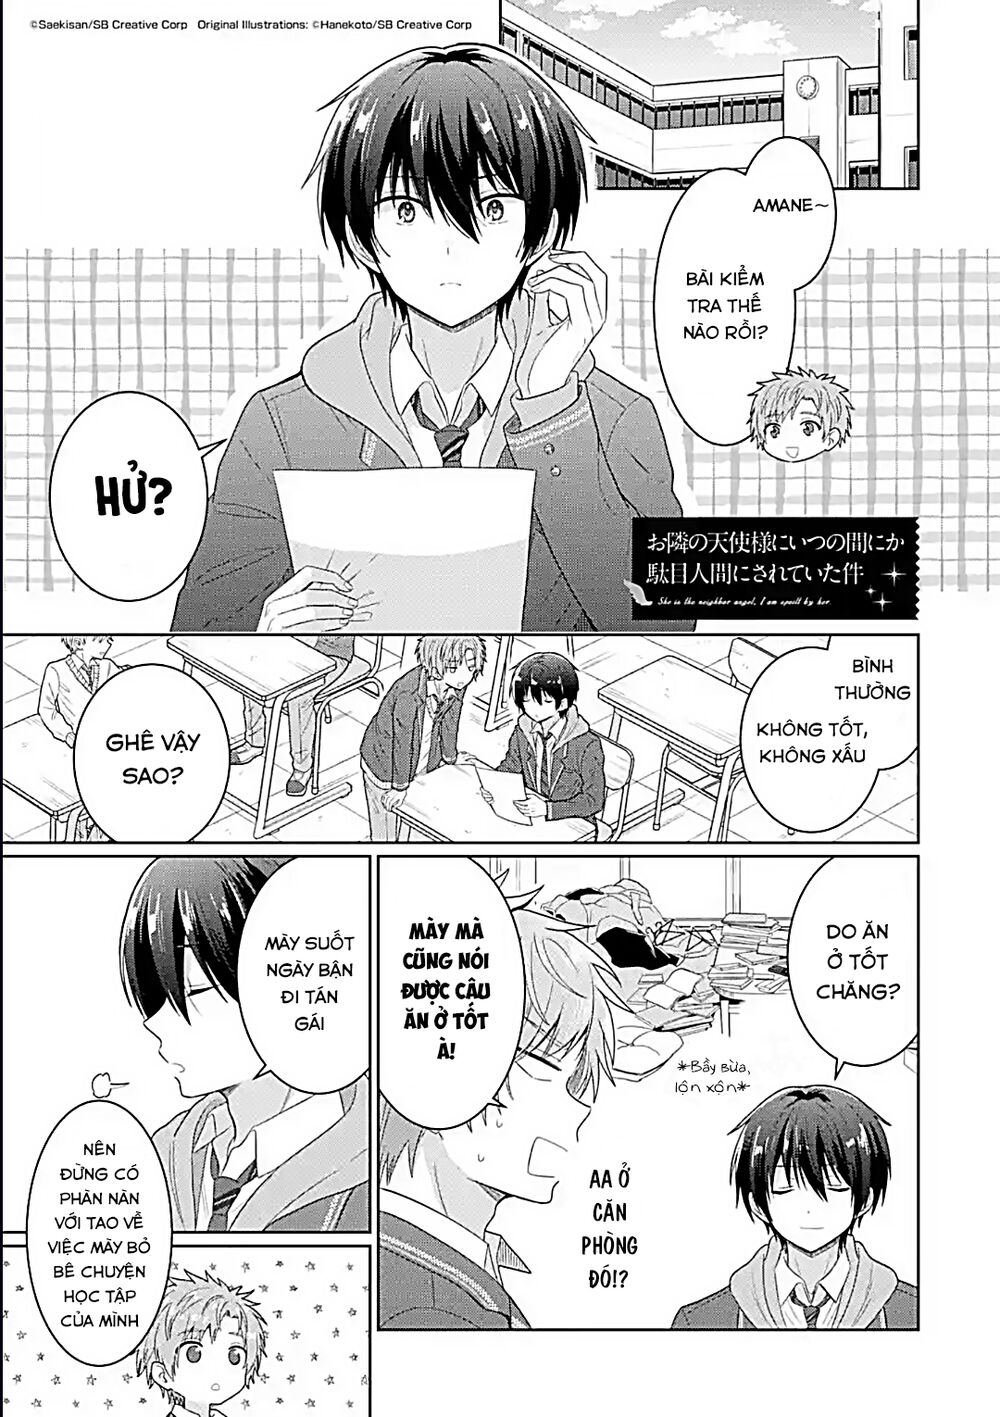 ©Saekisan/SB Creative Corp Original Illustrations: ©Hanekoto/SB Creative Corp
AMANE~
BÀI KIỂM
TRA THẾ
NÀO RỒI?
HỬ?
お隣の天使様にいつの間にか
駄目人間にされていた件
She is the neighbor angel, I am spoilt by her.
BÌNH
THƯỜNG
KHÔNG TỐT,
KHÔNG XẤU
GHÊ VẬY
SAO?
DO ĂN
Ở TỐT
CHĂNG?
*Bầy bừa,
lộn xộn*
MÀY MÀ
CŨNG NÓI
ĐƯỢC CÂU
ĂN Ở TỐT
À!
AA Ở
CĂN
PHÒNG
ĐÓ!?
MÀY SUỐT
NGÀY BẬN
ĐI TÁN
GÁI
NÊN
ĐỪNG CÓ
PHÀN NÀN
VỚI TAO VỀ
VIỆC MÀY BỎ
BÊ CHUYỆN
HỌC TẬP
CỦA MÌNH